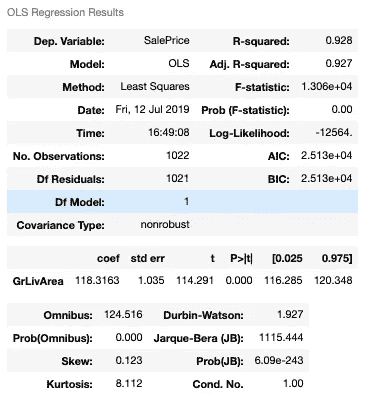 OLS Regression Results
Dep. Variable: SalePrice R-squared: 0.928
Model: OLS Adj. R-squared: 0.927
Method: Least Squares F-statistic: 1.306e+04
Date: Fri, 12 Jul 2019 Prob (F-statistic): 0.00
Time: 16:49:08 Log-Likelihood: -12564.
No. Observations: 1022 AIC: 2.513e+04
Df Residuals: 1021 BIC: 2.513e+04
Df Model: 1
Covariance Type: nonrobust
coef std err t P>|t| [0.025 0.975]
GrLivArea 118.3163 1.035 114.291 0.000 116.285 120.348
Omnibus: 124.516 Durbin-Watson: 1.927
Prob(Omnibus): 0.000 Jarque-Bera (JB): 1115.444
Skew: 0.123 Prob(JB): 6.09e-243
Kurtosis: 8.112 Cond. No. 1.00